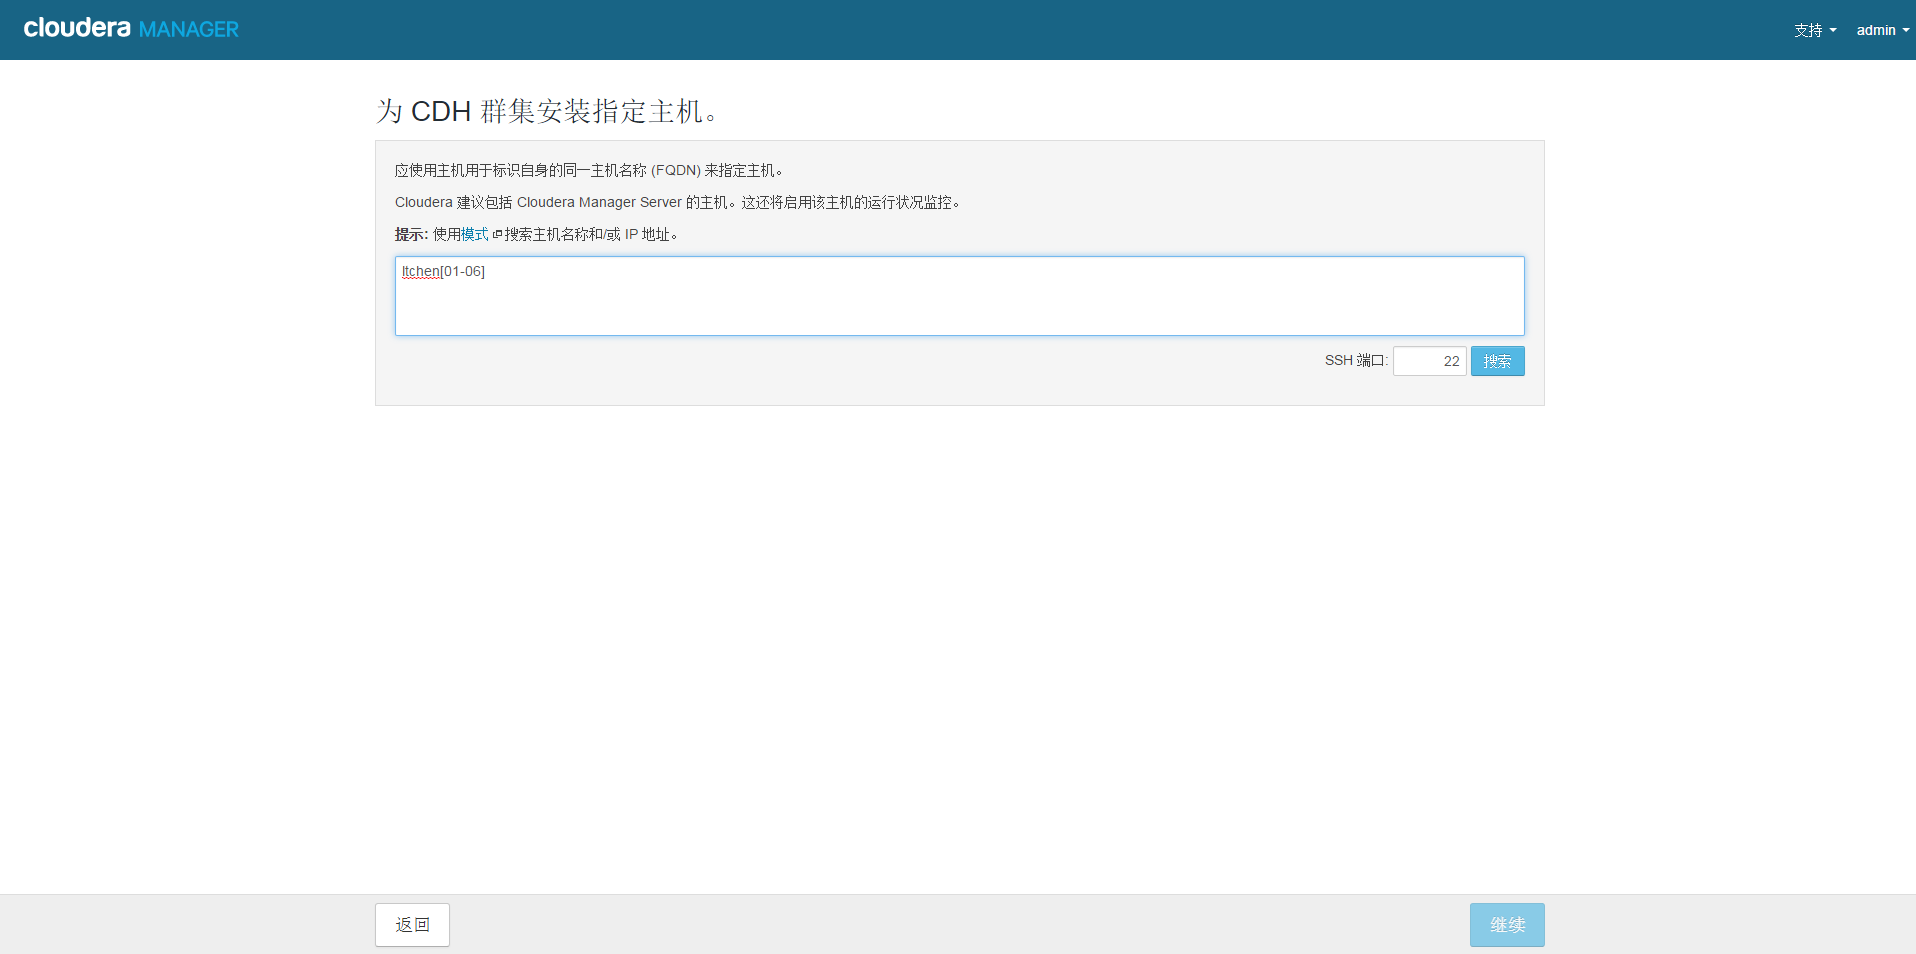 cloudera MANAGER
支持 admin
为 CDH 群集安装指定主机。
应使用主机用于标识自身的同一主机名称 (FQDN) 来指定主机。
Cloudera 建议包括 Cloudera Manager Server 的主机。这还将启用该主机的运行状况监控。
提示: 使用模式 搜索主机名称和/或 IP 地址。
ltchen[01-06]
SSH 端口: 22 搜索
返回 继续